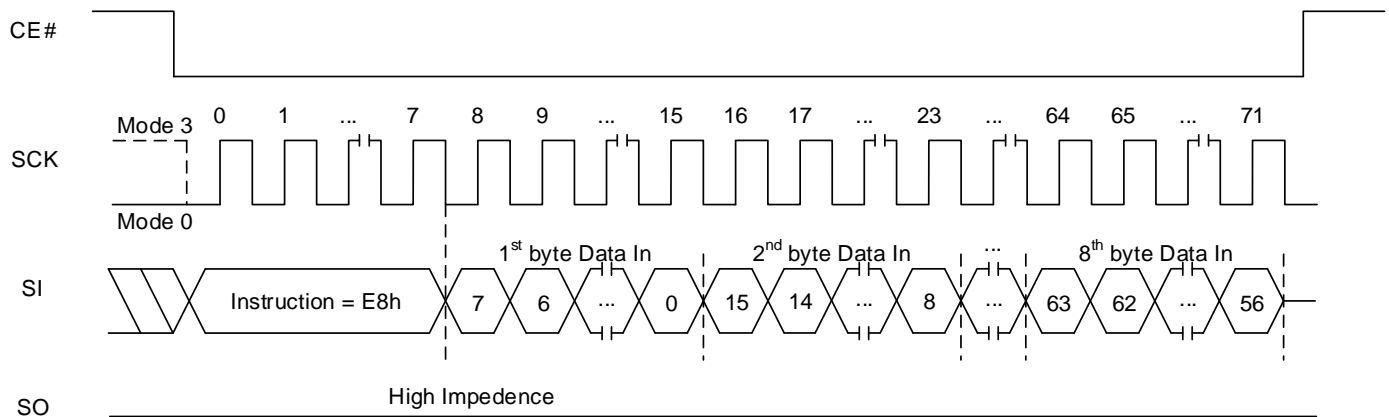 CE#
0 1 ... 7 8 9 ... 15 16 17 ... 23 ... 64 65 ... 71
Mode 3
SCK
Mode 0
1st byte Data In 2nd byte Data In ... 8th byte Data In
SI
Instruction = E8h 7 6 ... 0 15 14 ... 8 ... 63 62 ... 56
High Impedence
SO